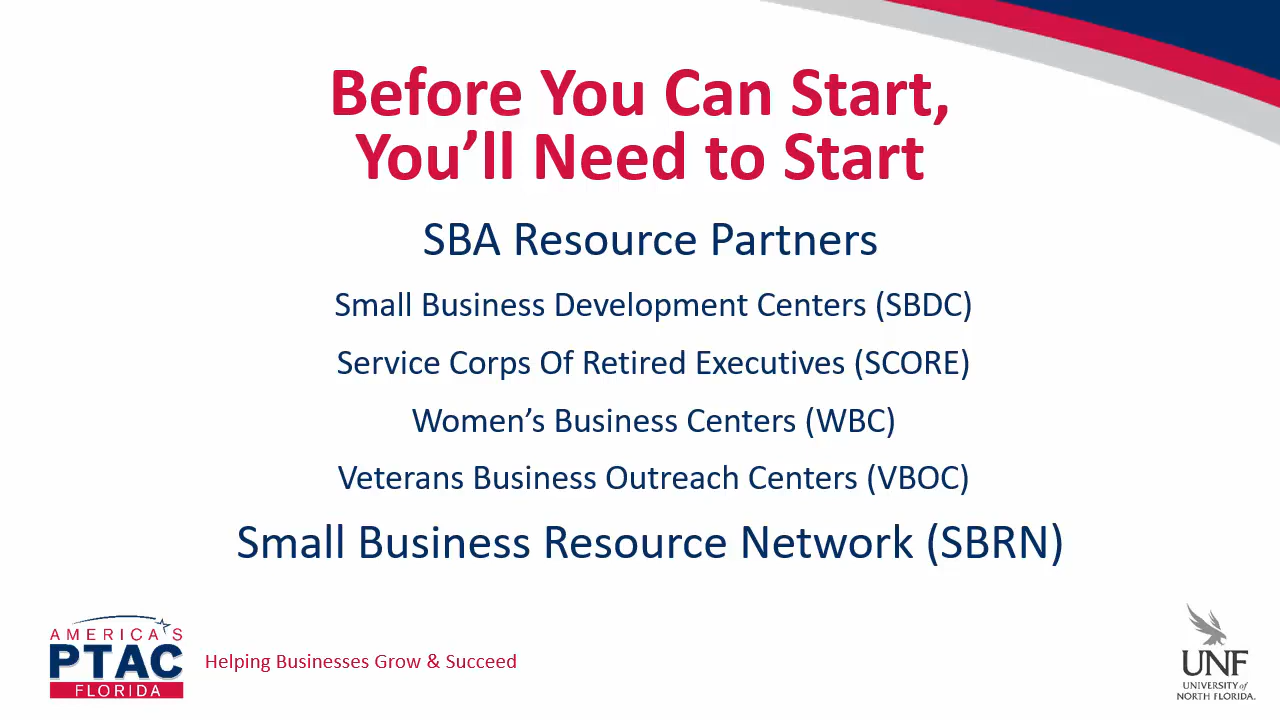 Before You Can Start,
You’ll Need to Start
SBA Resource Partners
Small Business Development Centers (SBDC)
Service Corps Of Retired Executives (SCORE)
Women’s Business Centers (WBC)
Veterans Business Outreach Centers (VBOC)
Small Business Resource Network (SBRN)
AMERICA'S
PTAC
FLORIDA
Helping Businesses Grow & Succeed
UNF
UNIVERSITY of
NORTH FLORIDA.